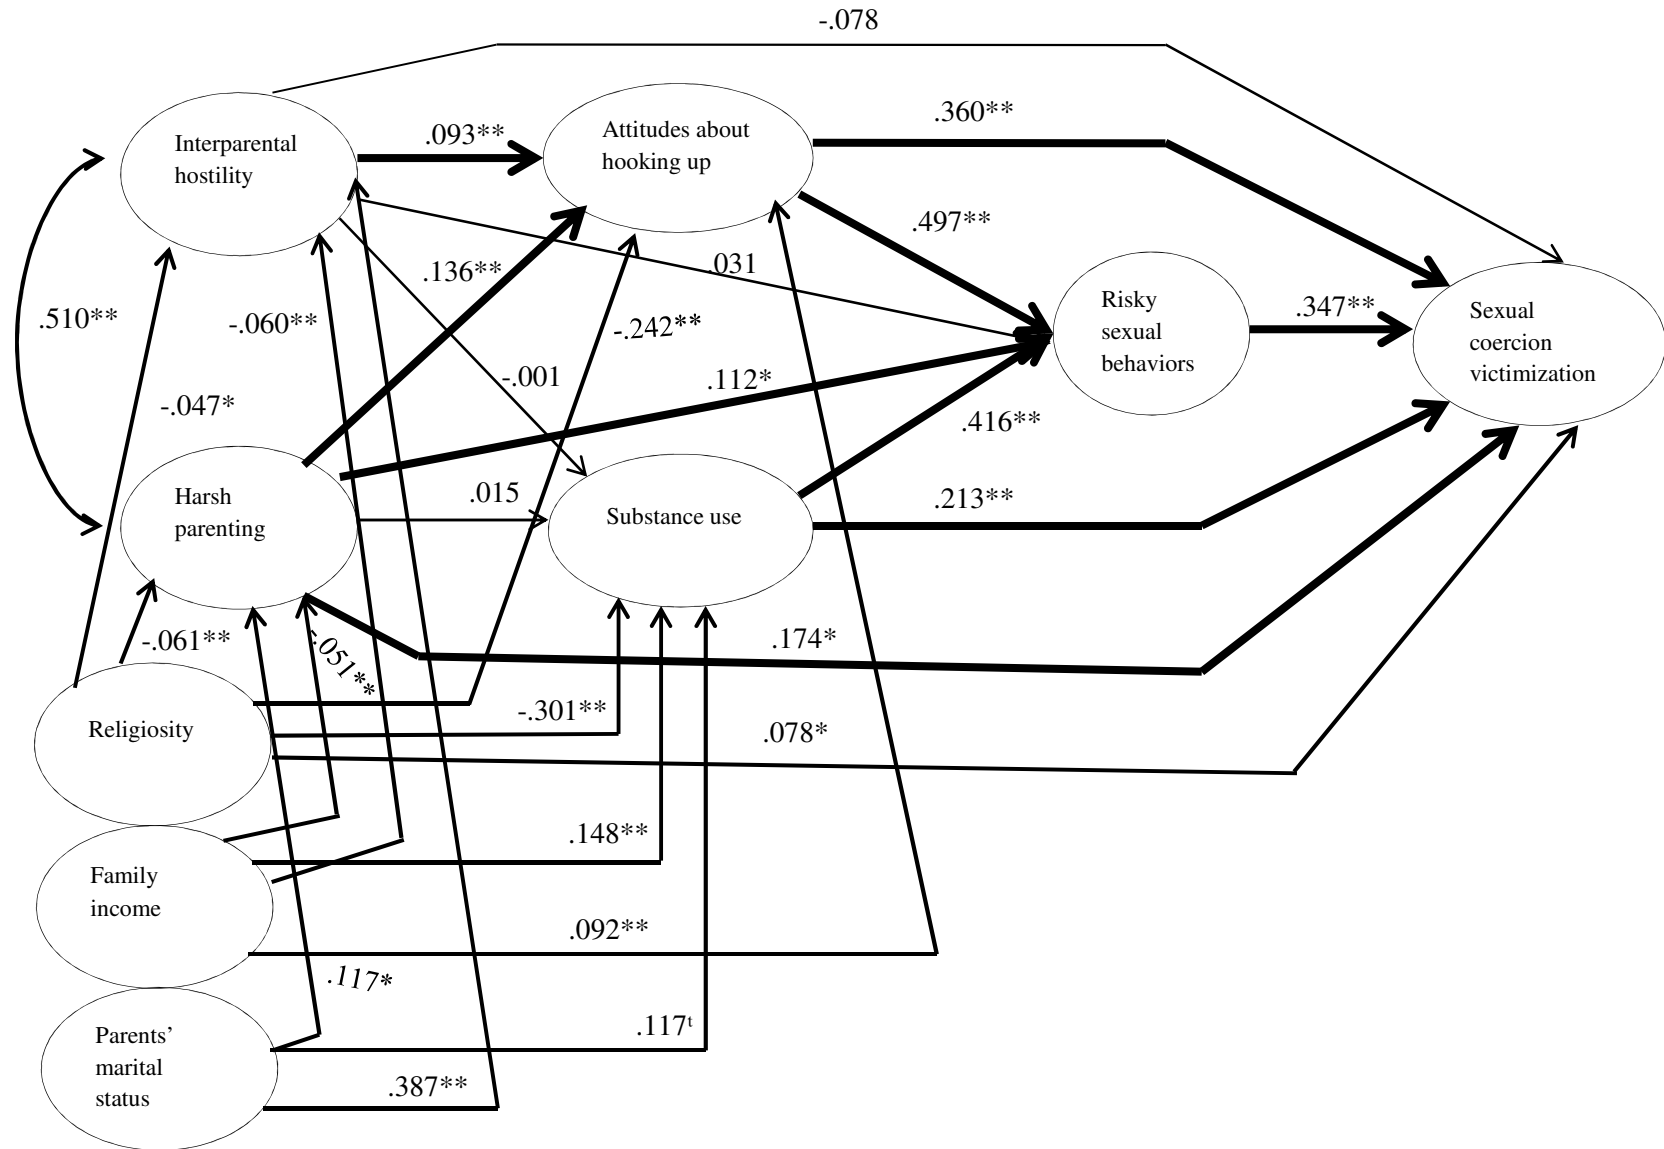 -.078
Interparental
hostility
.093**
Attitudes about
hooking up
.360**
.497**
.136**
.031
.510**
-.060**
-.242**
Risky
sexual
behaviors
.347**
Sexual
coercion
victimization
-.047*
-.001
.112*
.416**
Harsh
parenting
.015
Substance use
.213**
-.061**
-.051**
.174*
Religiosity
-.301**
.078*
.148**
Family
income
.092**
.117*
Parents’
marital
status
.117ᵗ
.387**